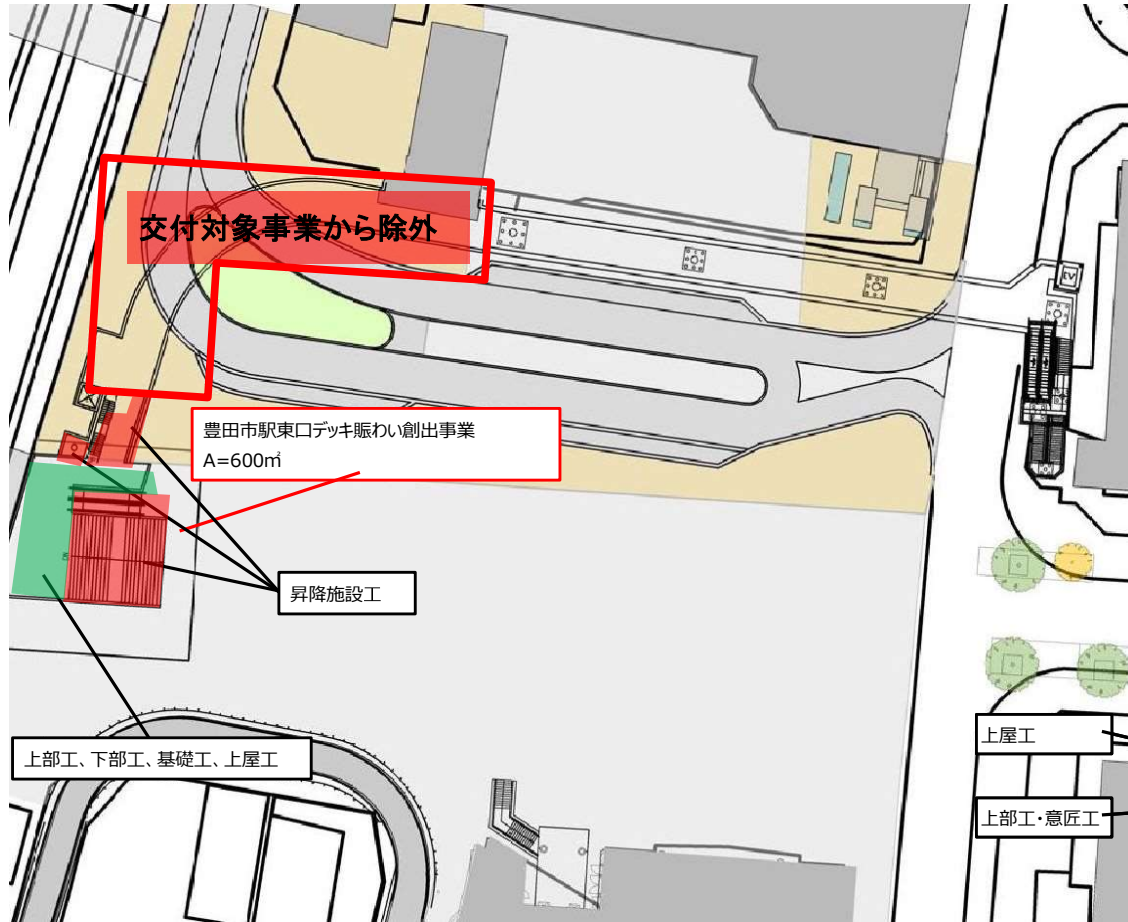 交付対象事業から除外
EV
豊田市駅東口デッキ賑わい創出事業
A=600㎡
昇降施設工
上部工、下部工、基礎工、上屋工
上屋工
上部工・意匠工